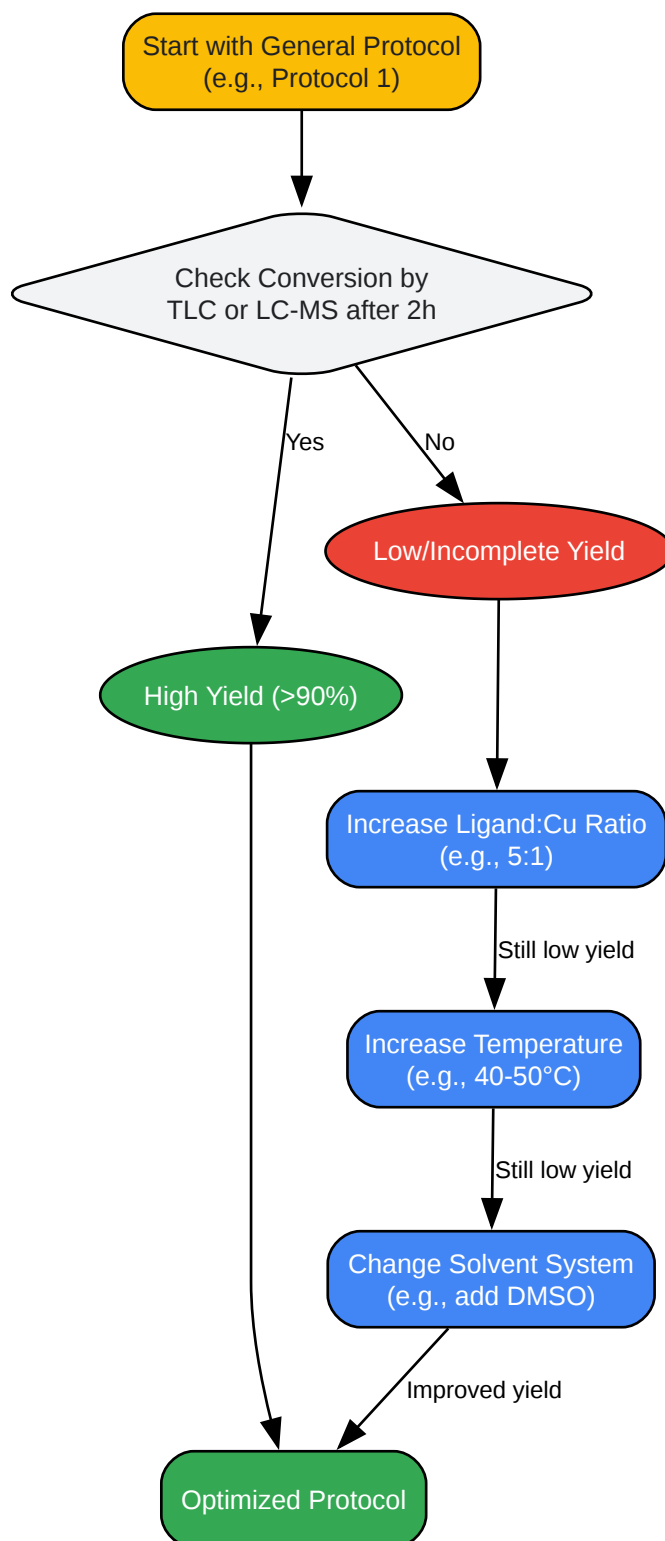 Start with General Protocol
(e.g., Protocol 1)
Check Conversion by
TLC or LC-MS after 2h
Yes
No
Low/Incomplete Yield
High Yield (>90%)
Increase Ligand:Cu Ratio
(e.g., 5:1)
Still low yield
Increase Temperature
(e.g., 40-50°C)
Still low yield
Change Solvent System
(e.g., add DMSO)
Improved yield
Optimized Protocol